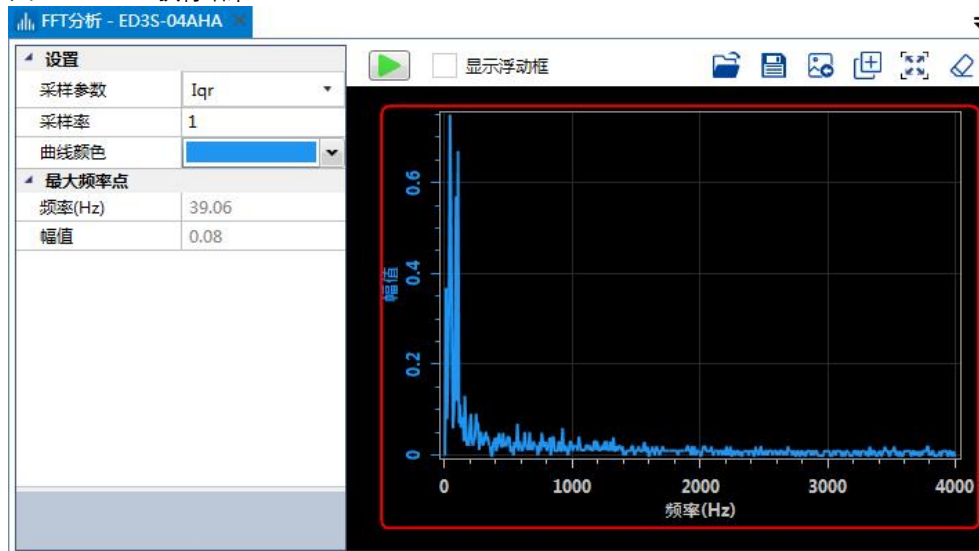 FFT分析 - ED3S-04AHA
设置
采样参数 Iqr
采样率 1
曲线颜色
最大频率点
频率(Hz) 39.06
幅值 0.08
显示浮动框
幅值
0.6
0.4
0.2
0
0 1000 2000 3000 4000
频率(Hz)